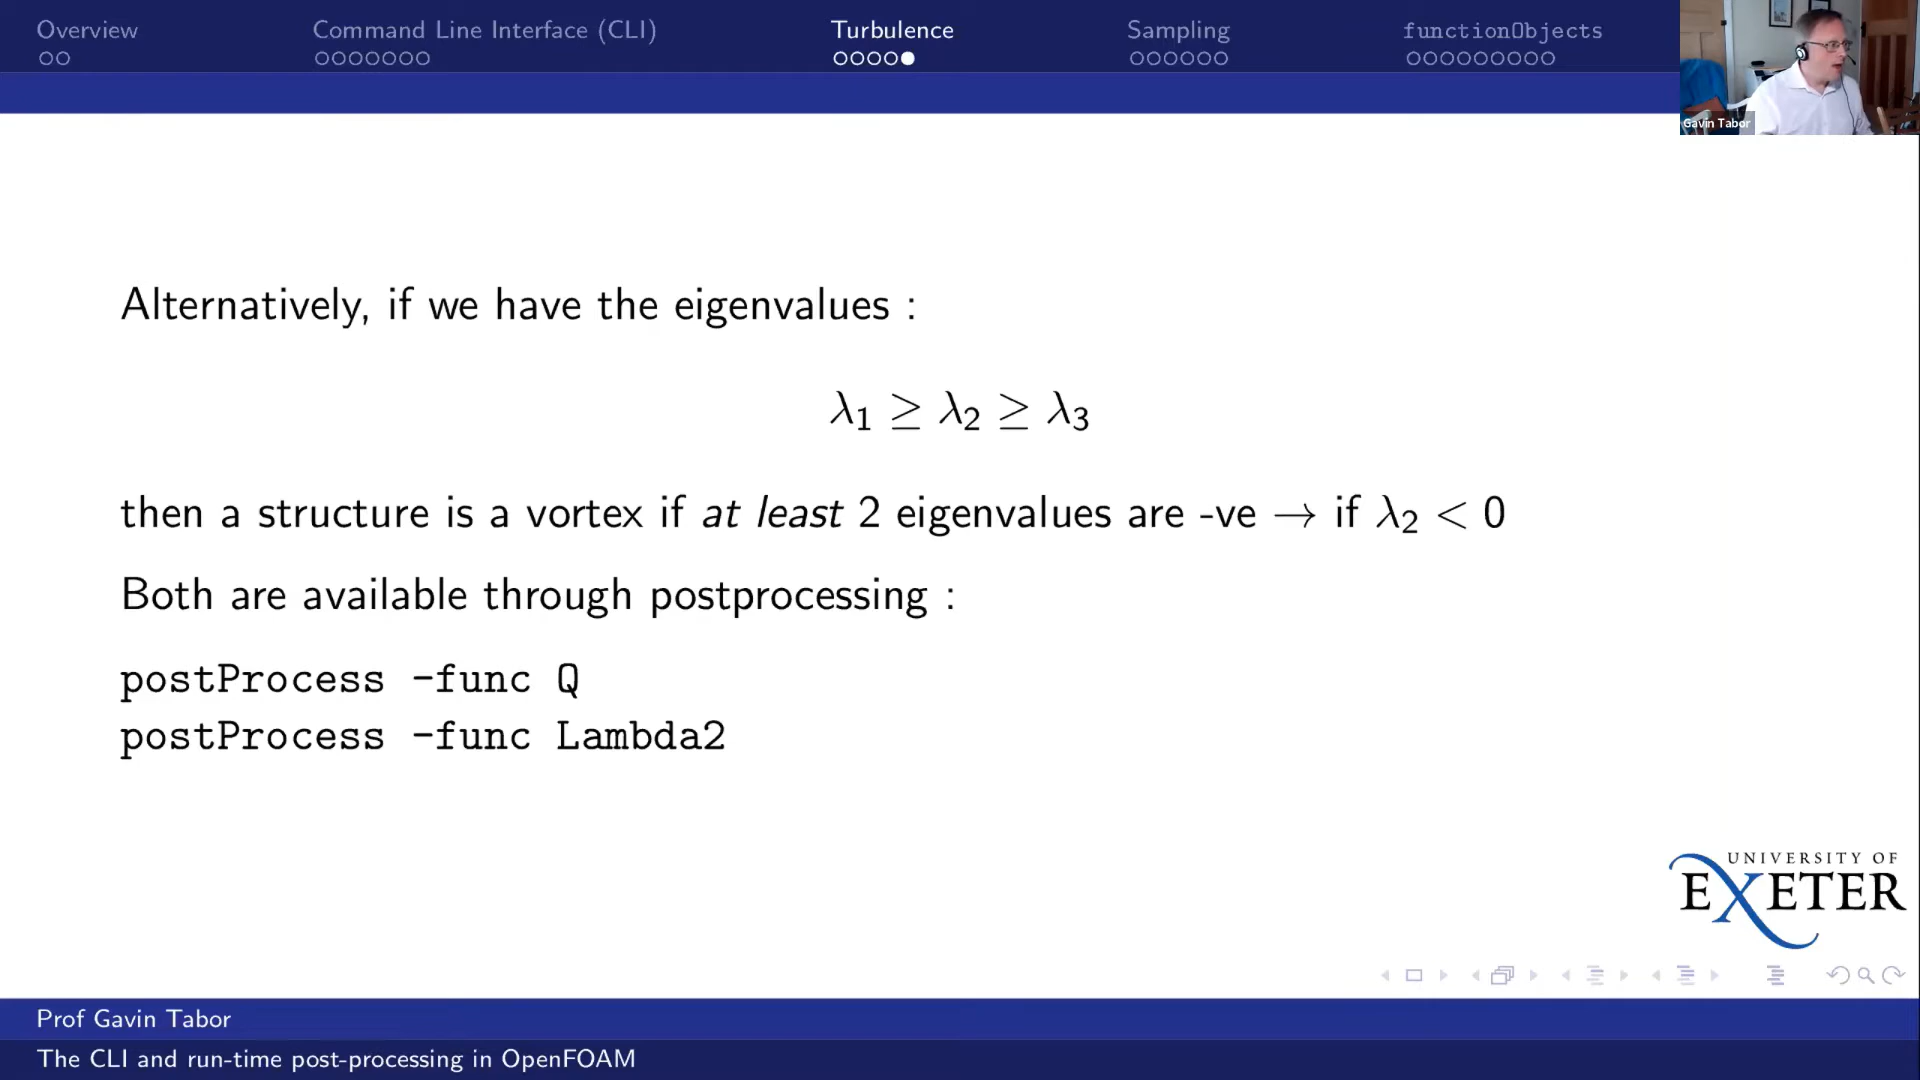 Overview
Command Line Interface (CLI)
Turbulence
Sampling
functionObjects
Gavin Tabor
Alternatively, if we have the eigenvalues :
λ₁ ≥ λ₂ ≥ λ₃
then a structure is a vortex if at least 2 eigenvalues are -ve → if λ₂ < 0
Both are available through postprocessing :
postProcess -func Q
postProcess -func Lambda2
UNIVERSITY OF
EXETER
Prof Gavin Tabor
The CLI and run-time post-processing in OpenFOAM